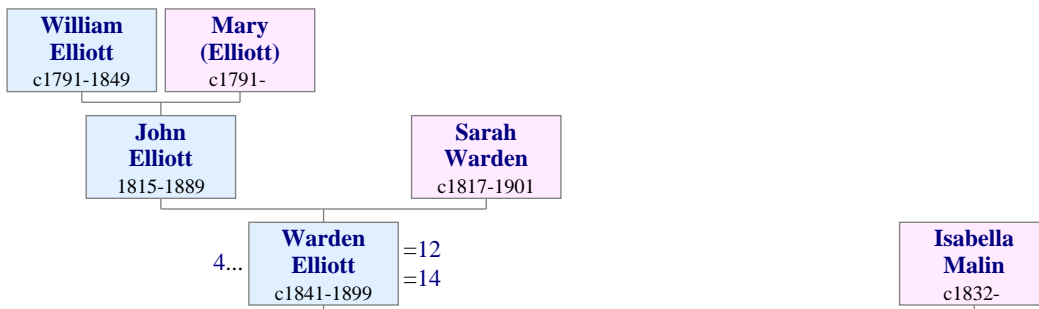 William
Elliott
c1791-1849
Mary
(Elliott)
c1791-
John
Elliott
1815-1889
Sarah
Warden
c1817-1901
4...
Warden
Elliott
c1841-1899
=12
=14
Isabella
Malin
c1832-